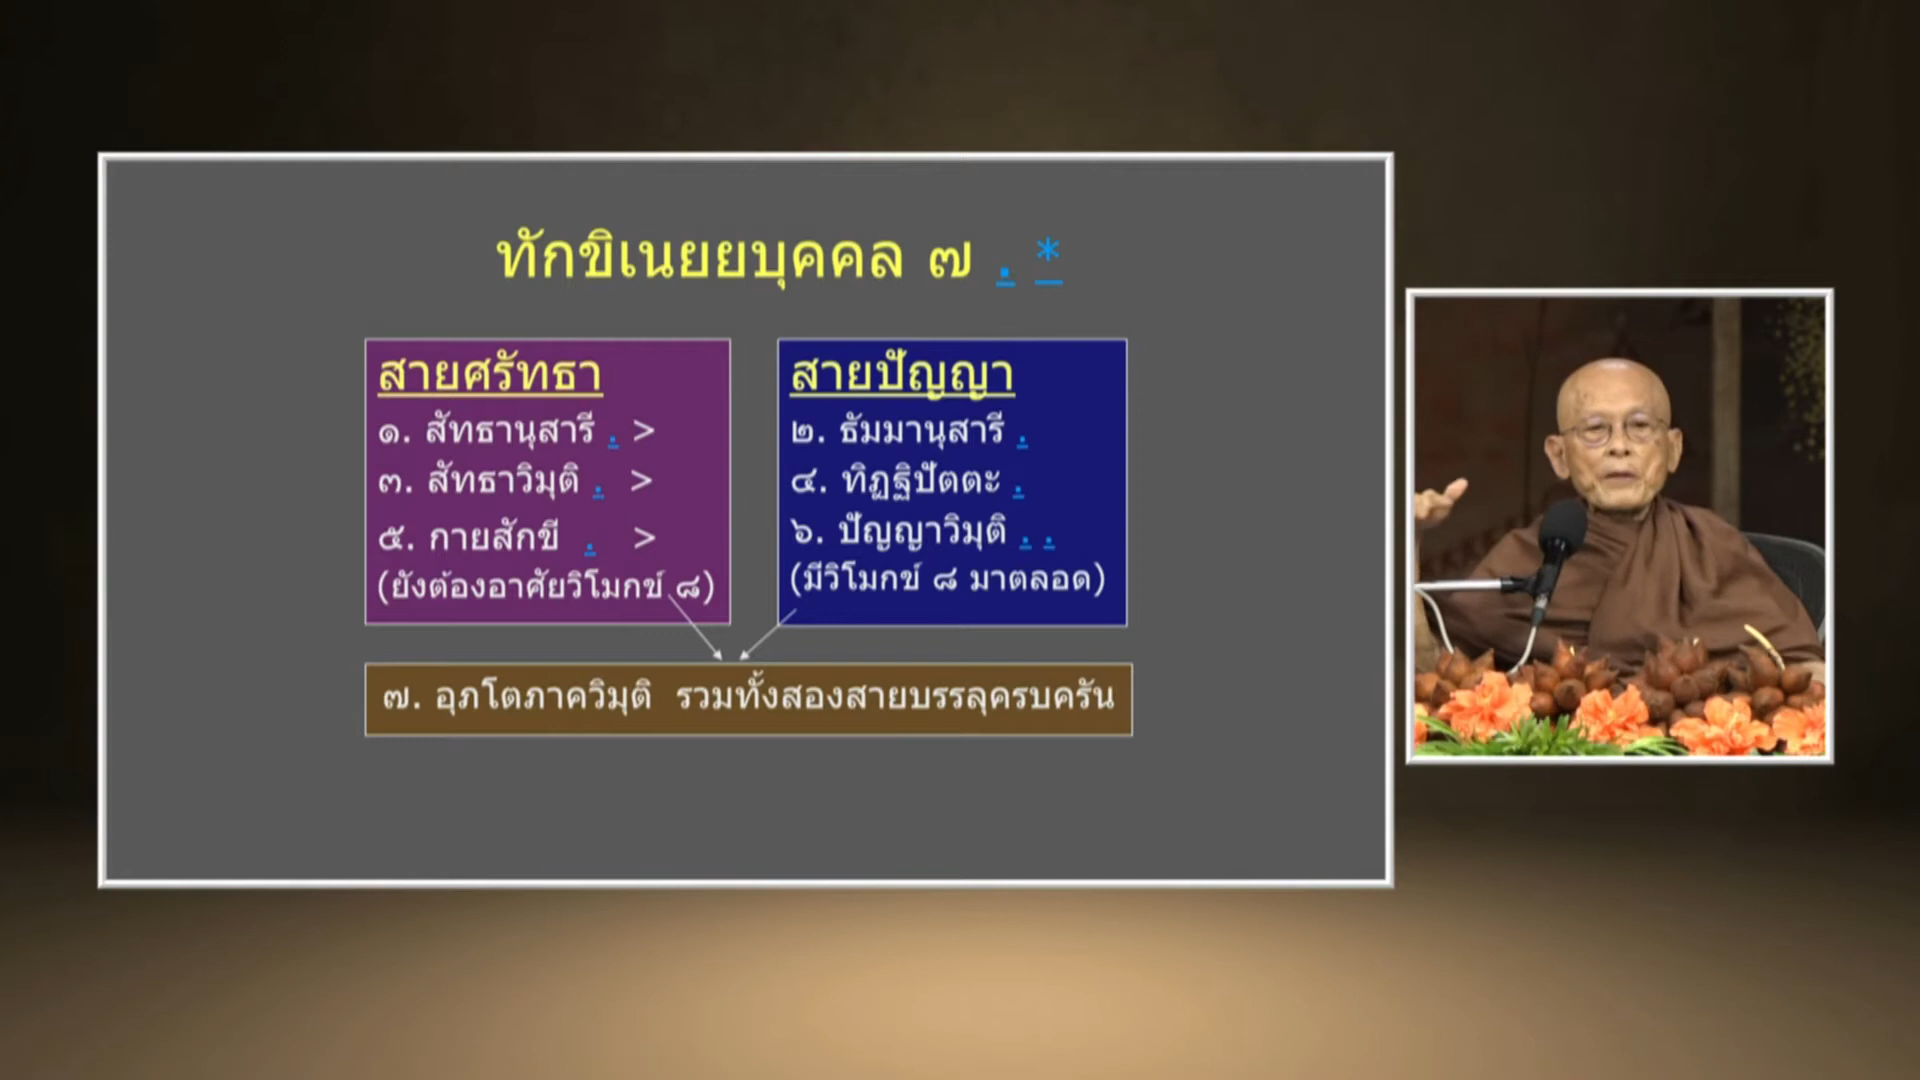 ทักขิเนยยบุคคล ๗ . *
สายศรัทธา
๑. สัทธานุสารี . >
๓. สัทธาวิมุติ . >
๕. กายสักขี . >
(ยังต้องอาศัยวิโมกข์ ๘)
สายปัญญา
๒. ธัมมานุสารี .
๔. ทิฏฐิปัตตะ .
๖. ปัญญาวิมุติ . .
(มีวิโมกข์ ๘ มาตลอด)
๗. อุภโตภาควิมุติ รวมทั้งสองสายบรรลุครบครัน